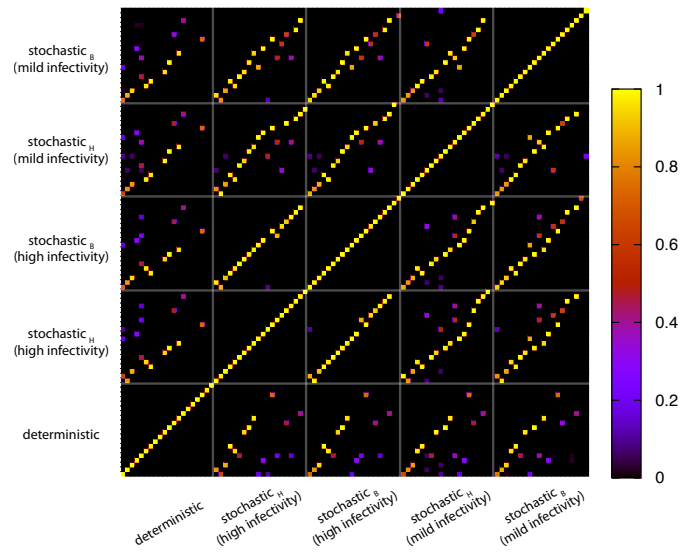 stochastic B
(mild infectivity)
stochastic H
(mild infectivity)
stochastic B
(high infectivity)
stochastic H
(high infectivity)
deterministic
1
0.8
0.6
0.4
0.2
0
deterministic
stochastic H
(high infectivity)
stochastic B
(high infectivity)
stochastic H
(mild infectivity)
stochastic B
(mild infectivity)